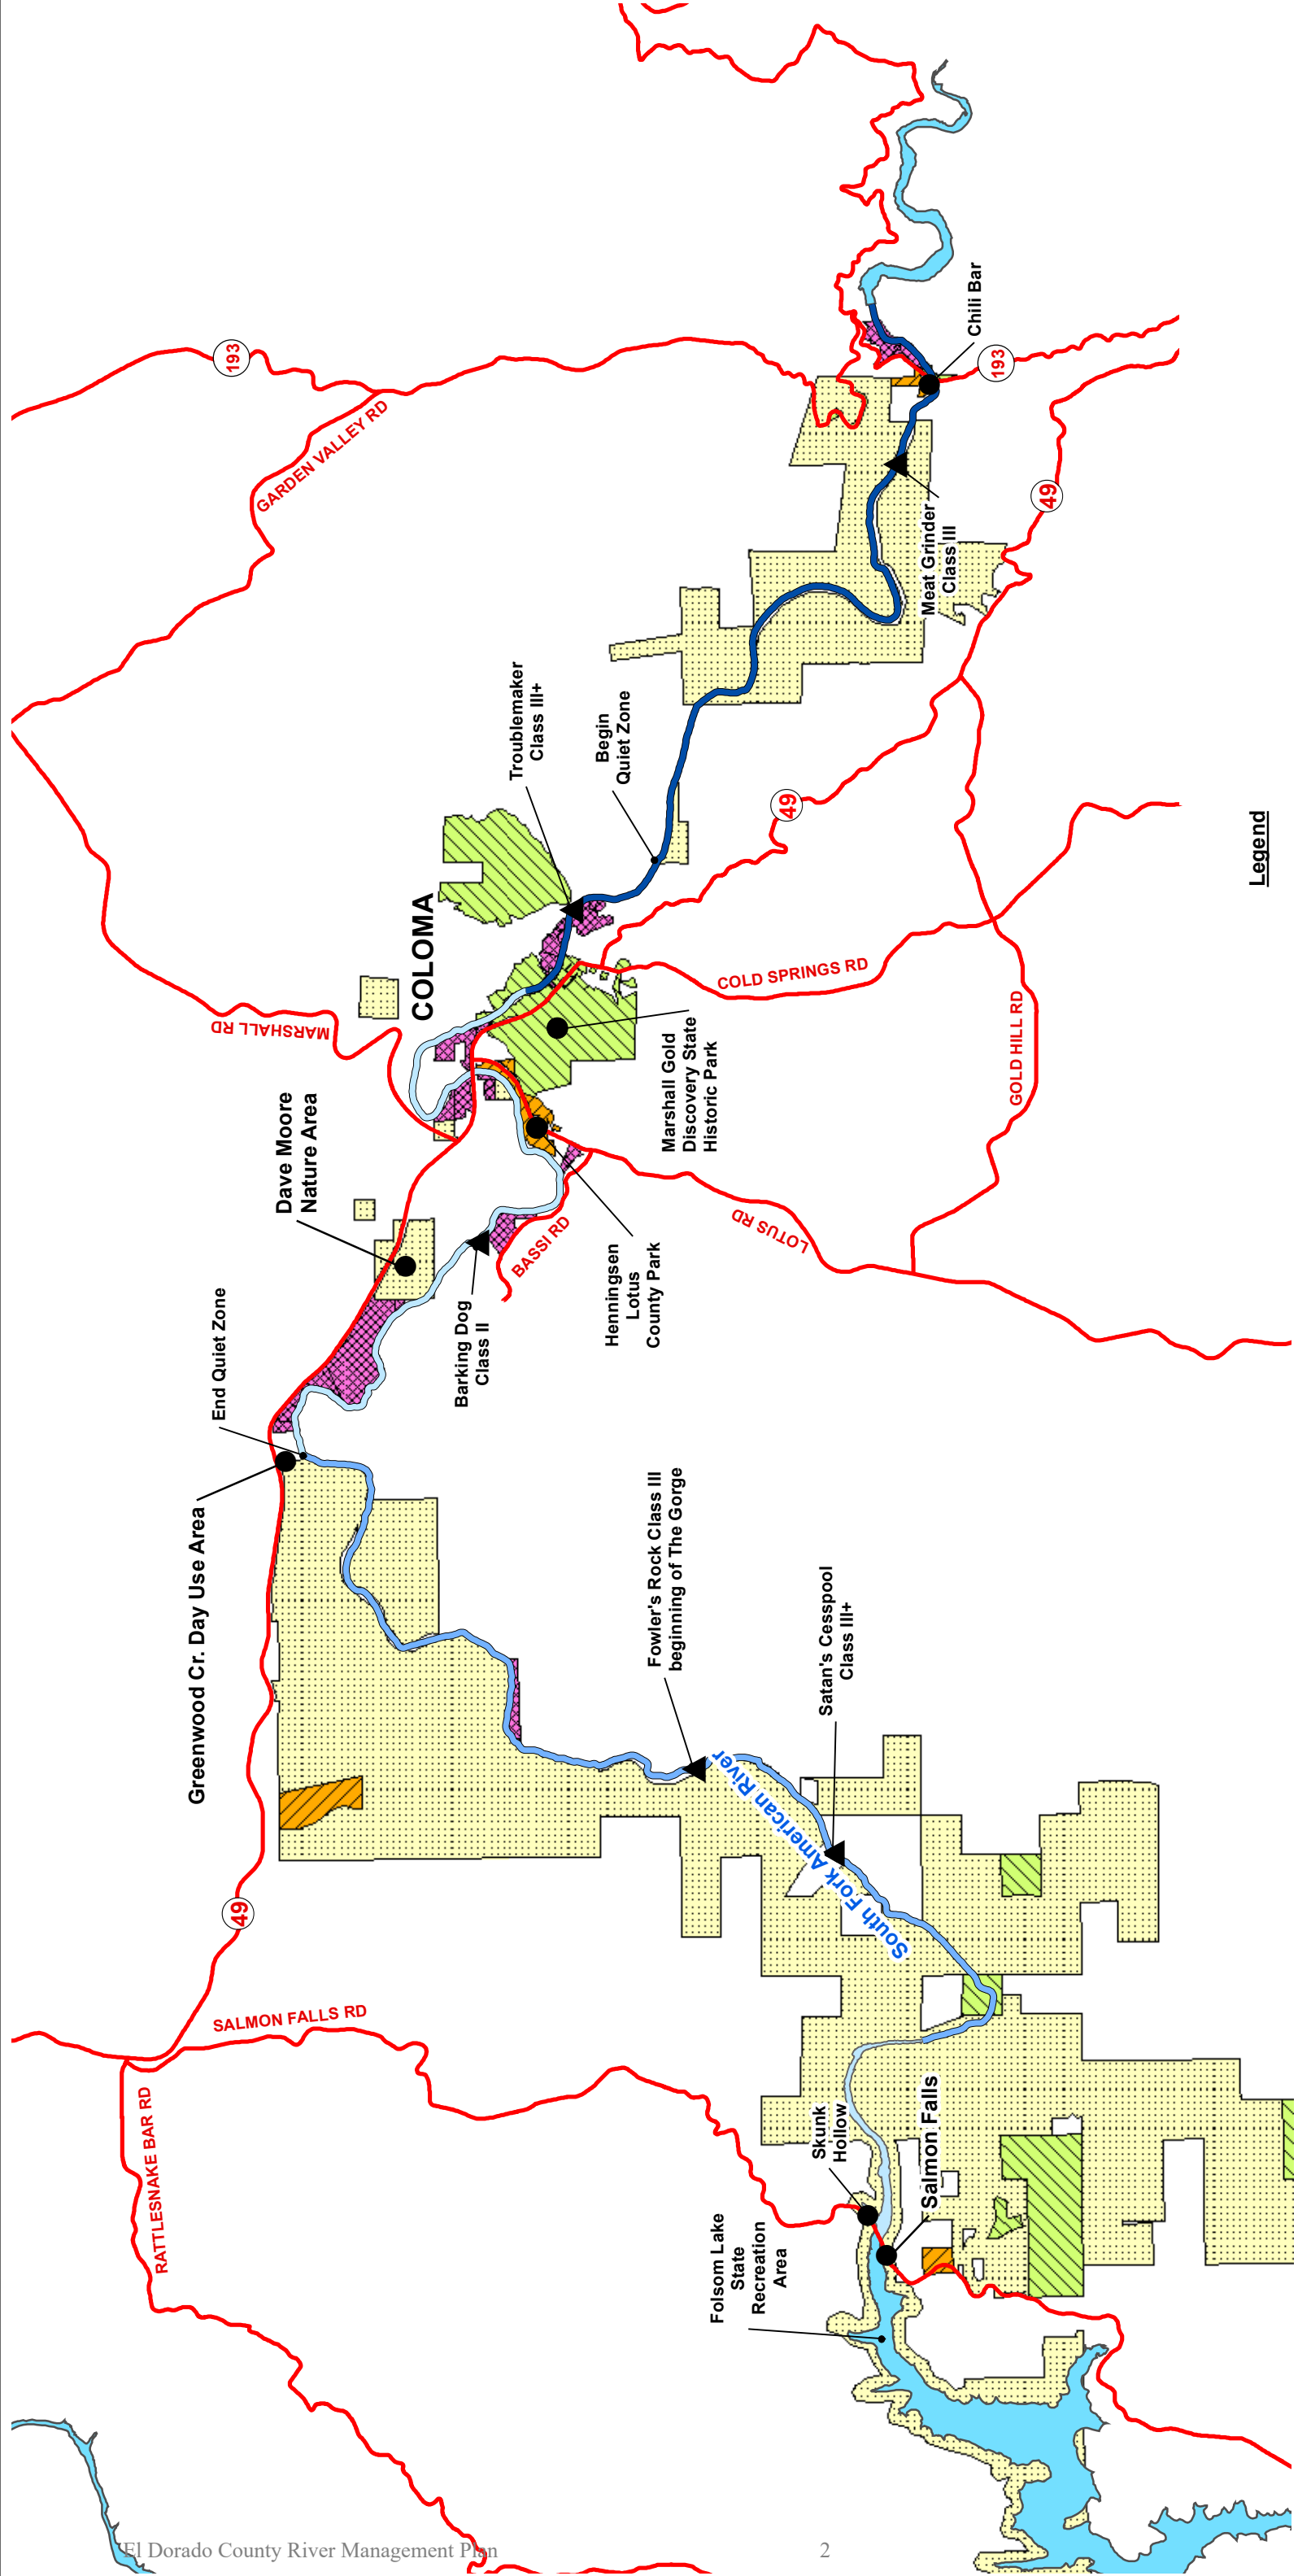 193
GARDEN VALLEY RD
Chili Bar
193
49
Meat Grinder
Class III
Troublemaker
Class III+
Begin
Quiet Zone
49
COLOMA
Legend
MARSHALL RD
COLD SPRINGS RD
GOLD HILL RD
Marshall Gold
Discovery State
Historic Park
Dave Moore
Nature Area
LOTUS RD
BASSI RD
Henningsen
Lotus
County Park
Barking Dog
Class II
End Quiet Zone
Greenwood Cr. Day Use Area
Fowler's Rock Class III
beginning of The Gorge
Satan's Cesspool
Class III+
South Fork American River
49
SALMON FALLS RD
RATTLESNAKE BAR RD
Skunk
Hollow
Salmon Falls
Folsom Lake
State
Recreation
Area
El Dorado County River Management Plan
2